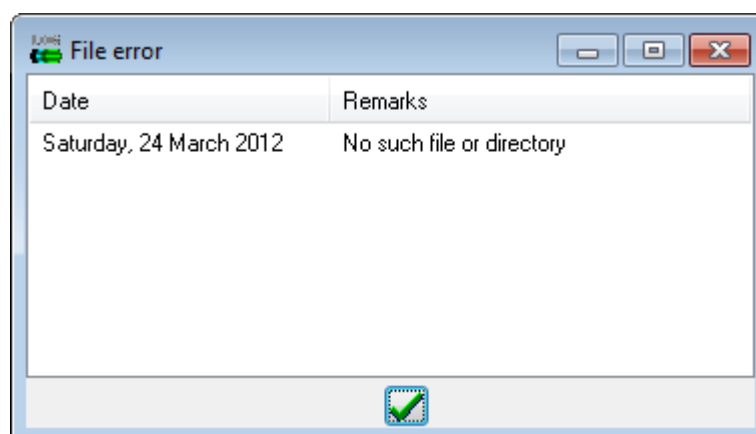 File error
Date Remarks
Saturday, 24 March 2012 No such file or directory